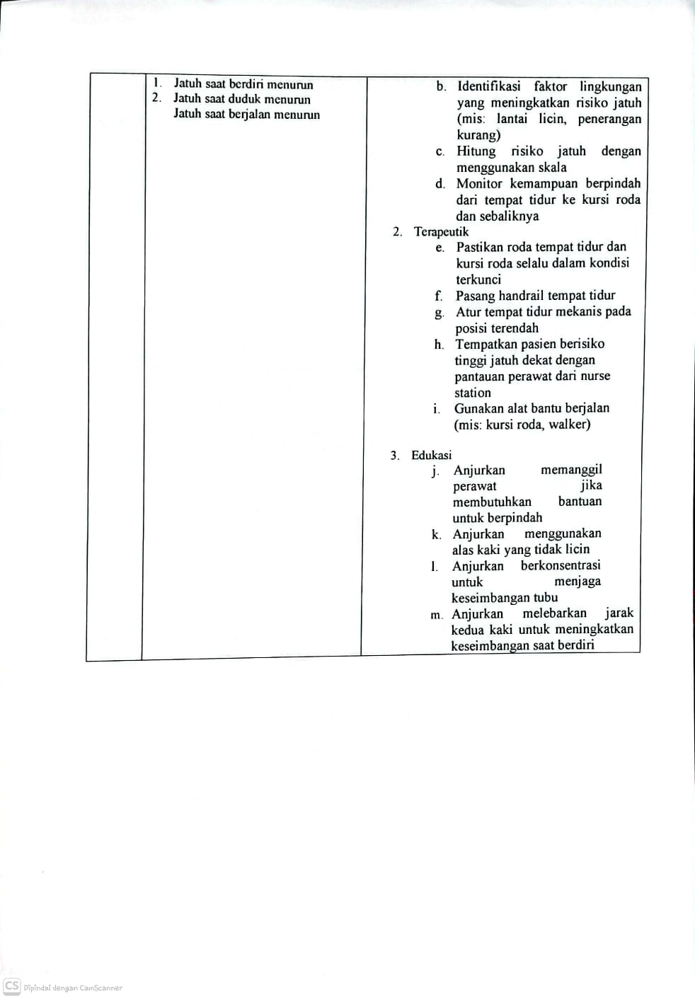 1. Jatuh saat berdiri menurun
2. Jatuh saat duduk menurun
Jatuh saat berjalan menurun
b. Identifikasi faktor lingkungan
yang meningkatkan risiko jatuh
(mis: lantai licin, penerangan
kurang)
c. Hitung risiko jatuh dengan
menggunakan skala
d. Monitor kemampuan berpindah
dari tempat tidur ke kursi roda
dan sebaliknya
2. Terapeutik
e. Pastikan roda tempat tidur dan
kursi roda selalu dalam kondisi
terkunci
f. Pasang handrail tempat tidur
g. Atur tempat tidur mekanis pada
posisi terendah
h. Tempatkan pasien berisiko
tinggi jatuh dekat dengan
pantauan perawat dari nurse
station
i. Gunakan alat bantu berjalan
(mis: kursi roda, walker)
3. Edukasi
j. Anjurkan memanggil
perawat jika
membutuhkan bantuan
untuk berpindah
k. Anjurkan menggunakan
alas kaki yang tidak licin
l. Anjurkan berkonsentrasi
untuk menjaga
keseimbangan tubu
m. Anjurkan melebarkan jarak
kedua kaki untuk meningkatkan
keseimbangan saat berdiri
CS Dipindai dengan CamScanner